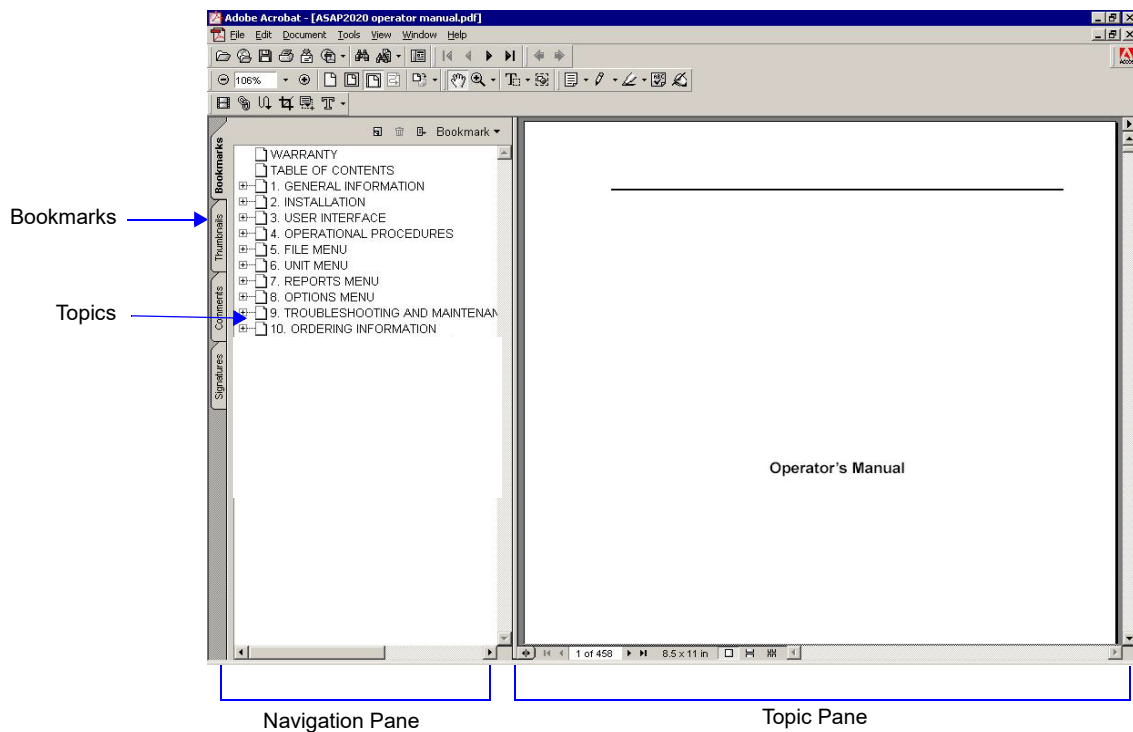 Adobe Acrobat - [ASAP2020 operator manual.pdf]
File Edit Document Tools View Window Help
106%
Bookmark
Bookmarks
Thumbnails
Comments
Signatures
WARRANTY
TABLE OF CONTENTS
1. GENERAL INFORMATION
2. INSTALLATION
3. USER INTERFACE
4. OPERATIONAL PROCEDURES
5. FILE MENU
6. UNIT MENU
7. REPORTS MENU
8. OPTIONS MENU
9. TROUBLESHOOTING AND MAINTENAN
10. ORDERING INFORMATION
Bookmarks
Topics
Operator's Manual
1 of 458 8.5 x 11 in
Navigation Pane
Topic Pane